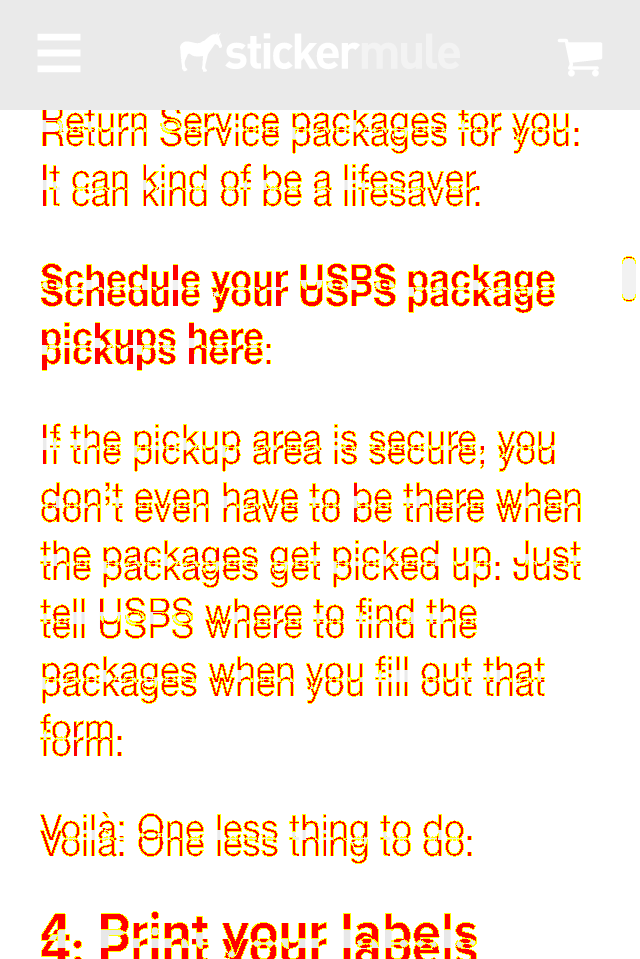 stickermule
Return Service packages for you.
It can kind of be a lifesaver.
Schedule your USPS package
pickups here.
If the pickup area is secure, you
don't even have to be there when
the packages get picked up. Just
tell USPS where to find the
packages when you fill out that
form.
Voilà: One less thing to do.
4. Print your labels